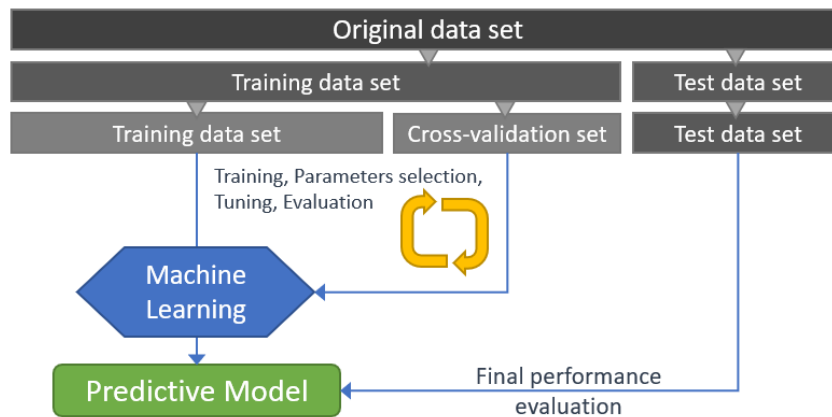 Original data set
Training data set
Test data set
Training data set
Cross-validation set
Test data set
Training, Parameters selection,
Tuning, Evaluation
Machine
Learning
Predictive Model
Final performance
evaluation